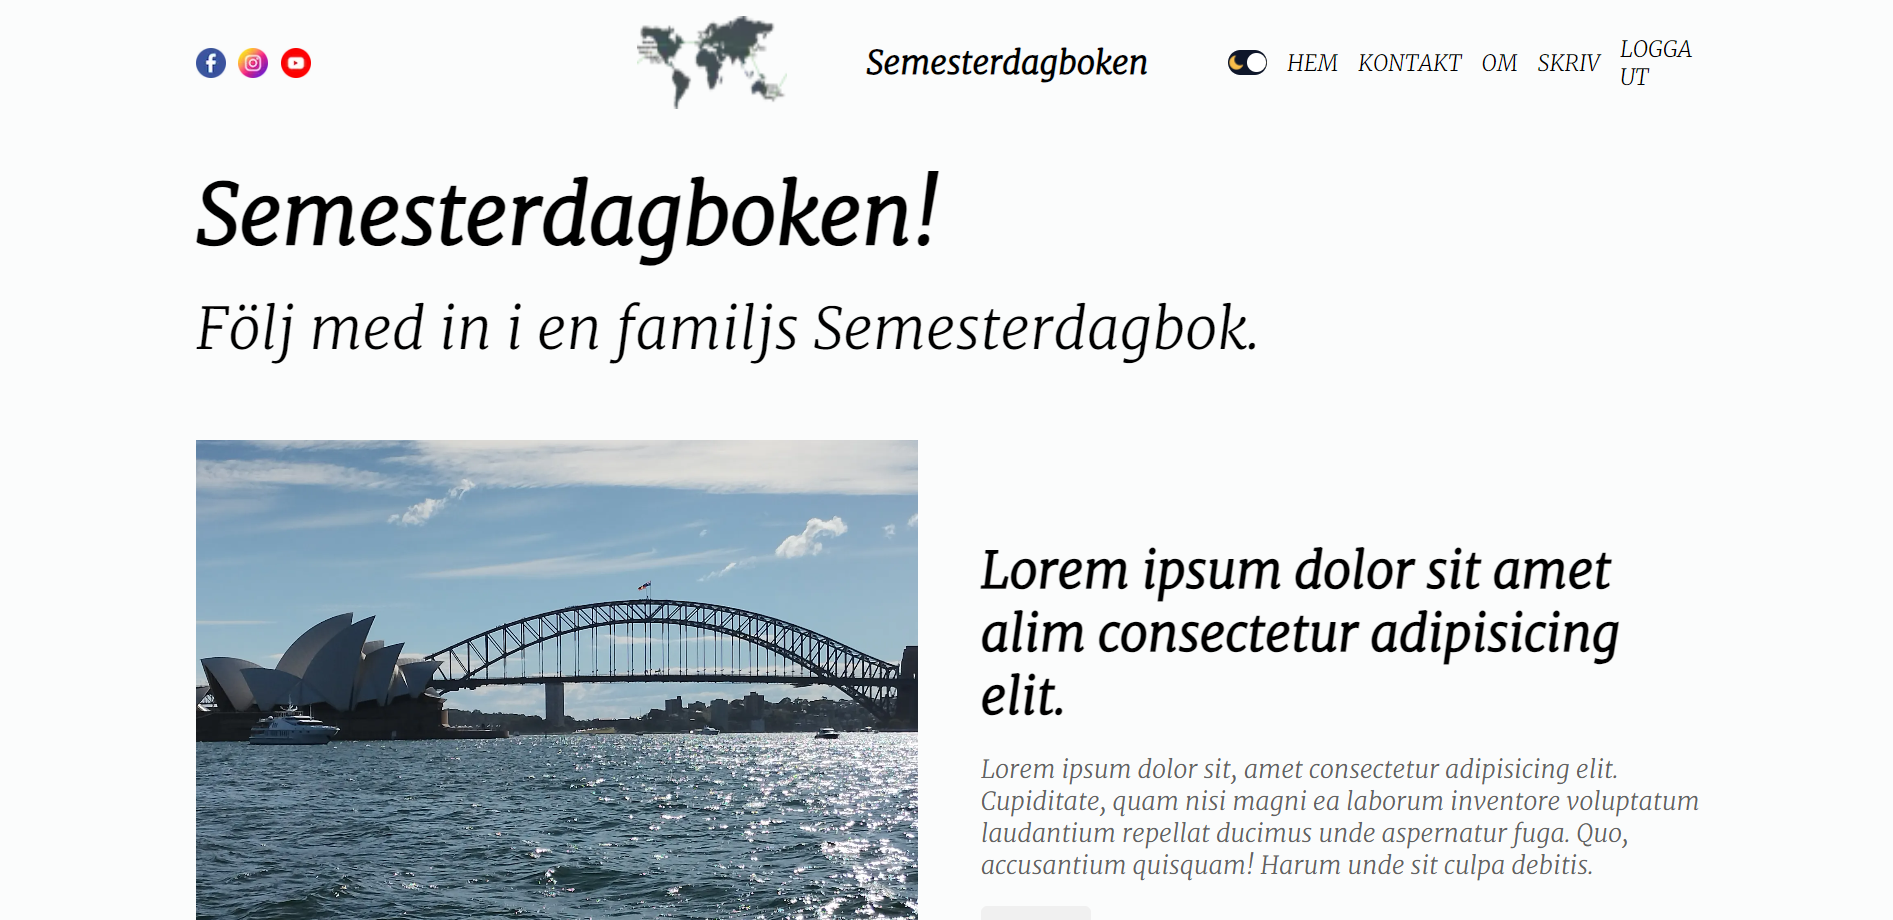 Semesterdagboken
HEM
KONTAKT
OM
SKRIV
LOGGA
UT
Semesterdagboken!
Följ med in i en familjs Semesterdagbok.
Lorem ipsum dolor sit amet
alim consectetur adipisicing
elit.
Lorem ipsum dolor sit, amet consectetur adipisicing elit.
Cupiditate, quam nisi magni ea laborum inventore voluptatum
laudantium repellat ducimus unde aspernatur fuga. Quo,
accusantium quisquam! Harum unde sit culpa debitis.